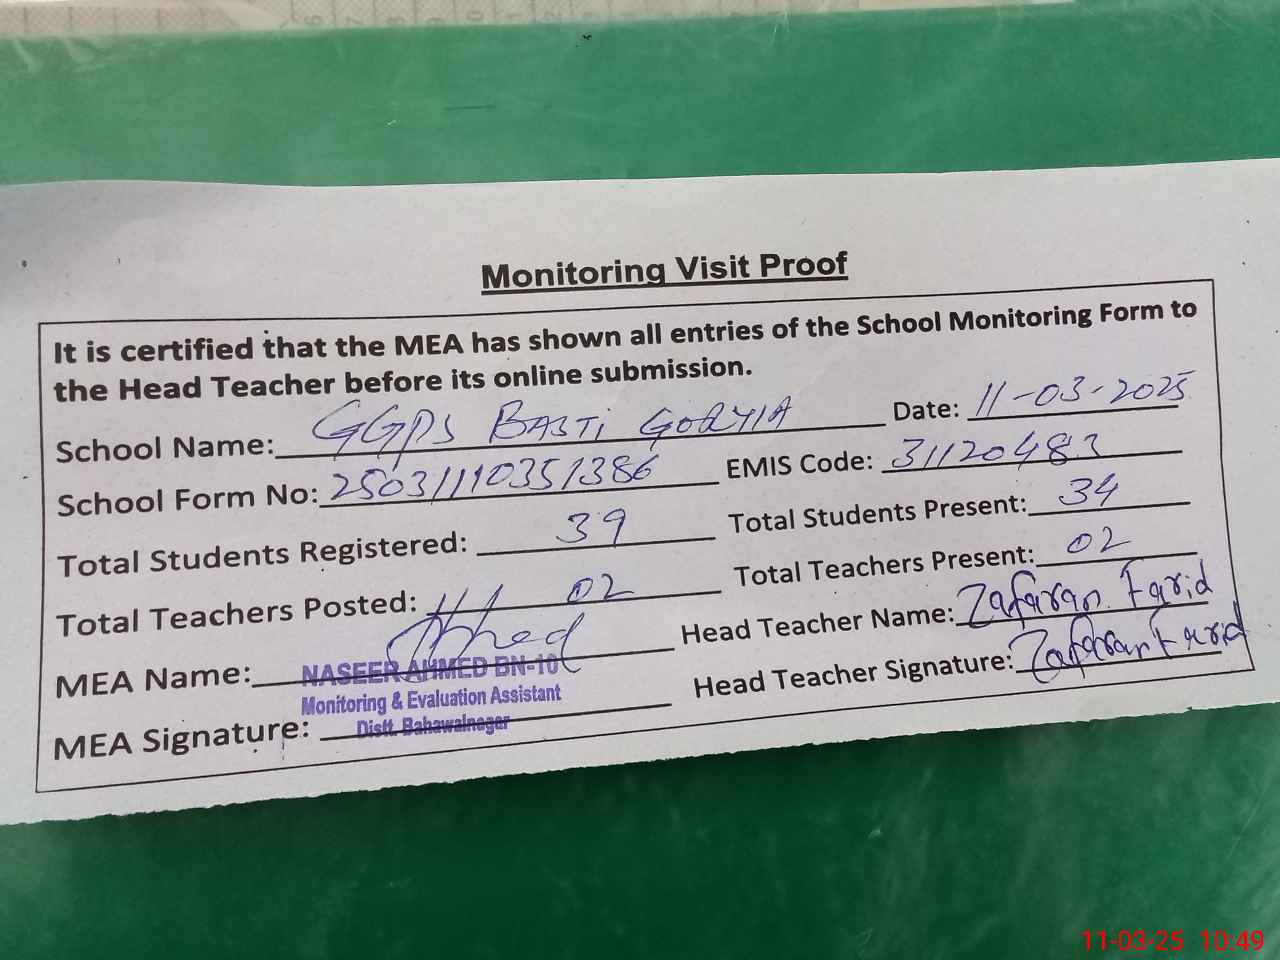 Monitoring Visit Proof
It is certified that the MEA has shown all entries of the School Monitoring Form to
the Head Teacher before its online submission.
School Name: GGPS BASTI GORYIA Date: 11-03-2025
School Form No: 25031110351386 EMIS Code: 31120483
Total Students Registered: 39 Total Students Present: 34
Total Teachers Posted: 02 Total Teachers Present: 02
MEA Name: NASEER AHMED BN-10 Head Teacher Name: Zafaran Farid
Monitoring & Evaluation Assistant
MEA Signature: Distt. Bahawalnagar Head Teacher Signature: Zafaran Farid
11-03-25 10:49